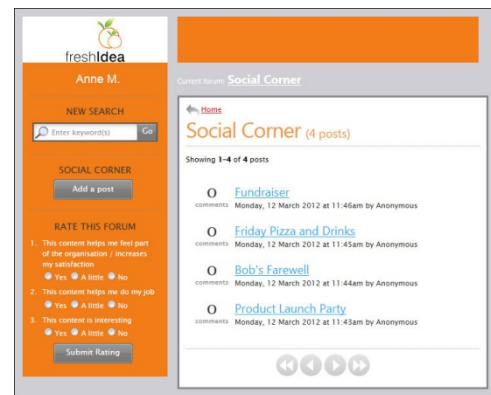 freshIdea
Anne M.
NEW SEARCH
Enter keyword(s) Go
SOCIAL CORNER
Add a post
RATE THIS FORUM
1. This content helps me feel part
of the organisation / increases
my satisfaction
Yes A little No
2. This content helps me do my job
Yes A little No
3. This content is interesting
Yes A little No
Submit Rating
Current forum: Social Corner
Home
Social Corner (4 posts)
Showing 1-4 of 4 posts
0 comments
Fundraiser
Monday, 12 March 2012 at 11:46am by Anonymous
0 comments
Friday Pizza and Drinks
Monday, 12 March 2012 at 11:45am by Anonymous
0 comments
Bob's Farewell
Monday, 12 March 2012 at 11:44am by Anonymous
0 comments
Product Launch Party
Monday, 12 March 2012 at 11:43am by Anonymous